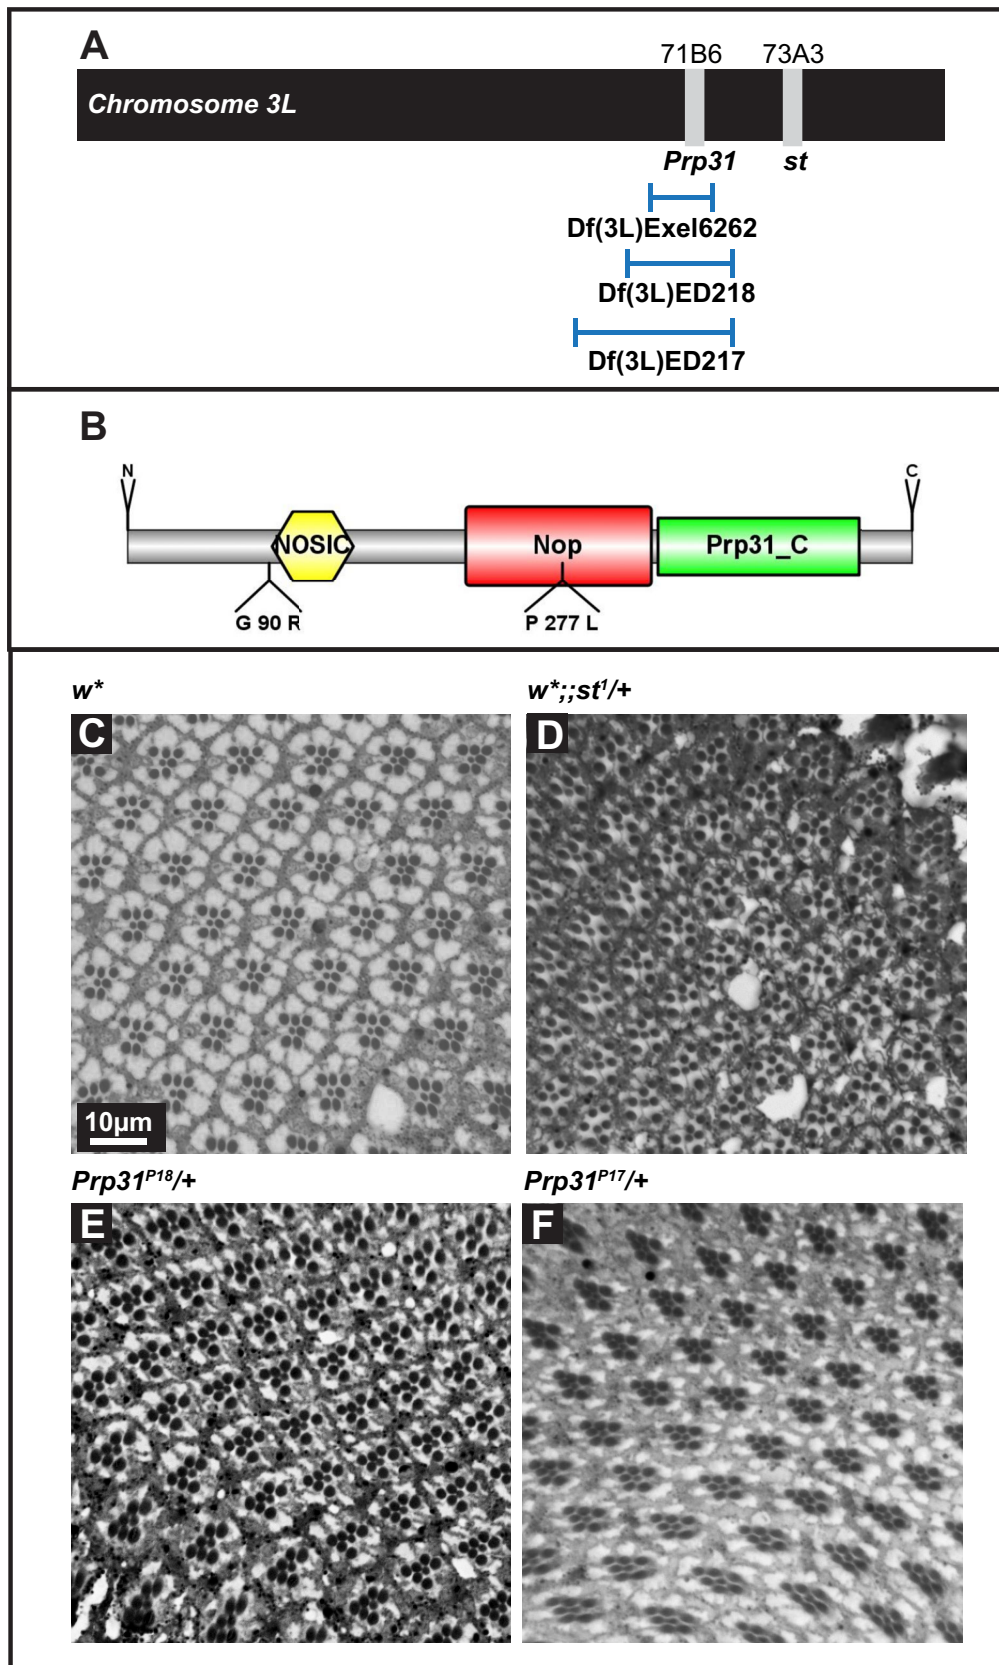 A
71B6 73A3
Chromosome 3L
Prp31 st
Df(3L)Exel6262
Df(3L)ED218
Df(3L)ED217
B
N C
NOSIC Nop Prp31_C
G 90 R P 277 L
w* w*;;st¹/+
C D
10µm
Prp31ᴾ¹⁸/+ Prp31ᴾ¹⁷/+
E F